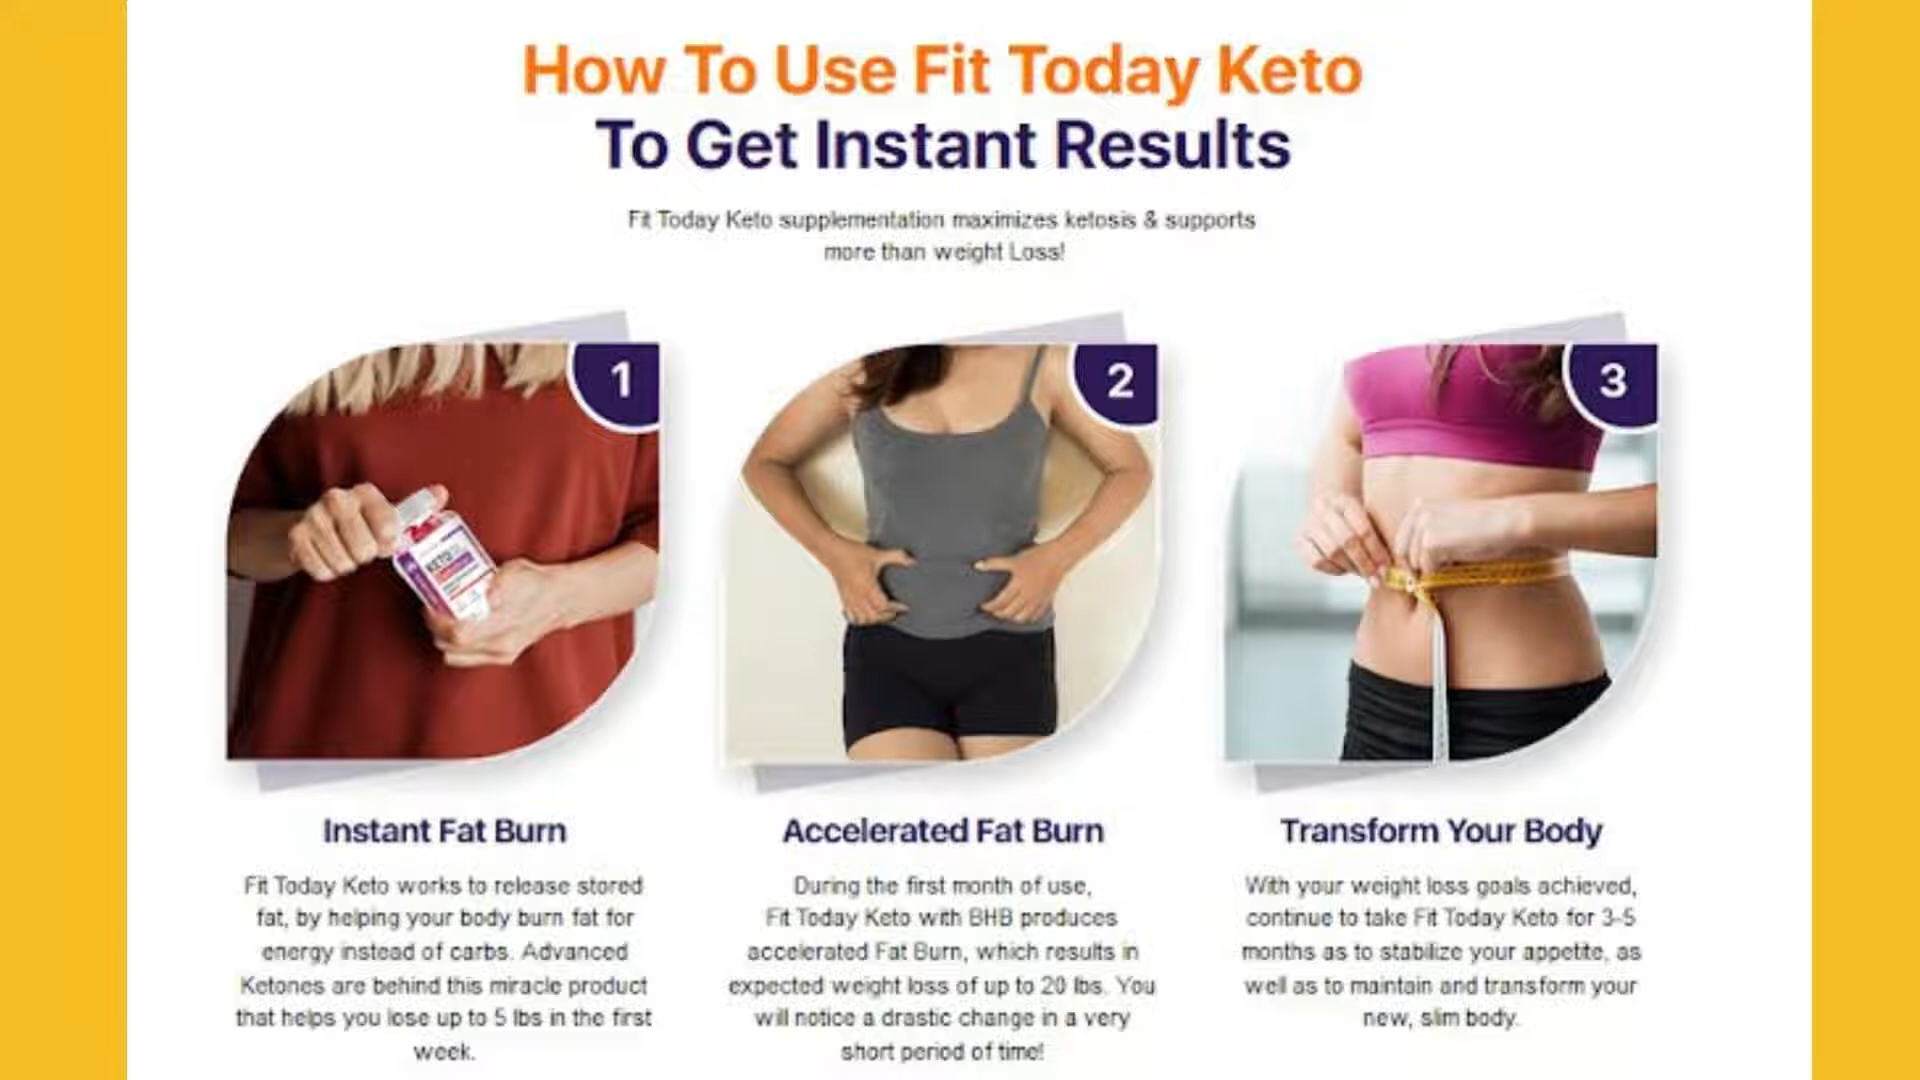 How To Use Fit Today Keto
To Get Instant Results
Fit Today Keto supplementation maximizes ketosis & supports
more than weight Loss!
1
2
3
KETO
Instant Fat Burn
Fit Today Keto works to release stored
fat, by helping your body burn fat for
energy instead of carbs. Advanced
Ketones are behind this miracle product
that helps you lose up to 5 lbs in the first
week.
Accelerated Fat Burn
During the first month of use,
Fit Today Keto with BHB produces
accelerated Fat Burn, which results in
expected weight loss of up to 20 lbs. You
will notice a drastic change in a very
short period of time!
Transform Your Body
With your weight loss goals achieved,
continue to take Fit Today Keto for 3-5
months as to stabilize your appetite, as
well as to maintain and transform your
new, slim body.